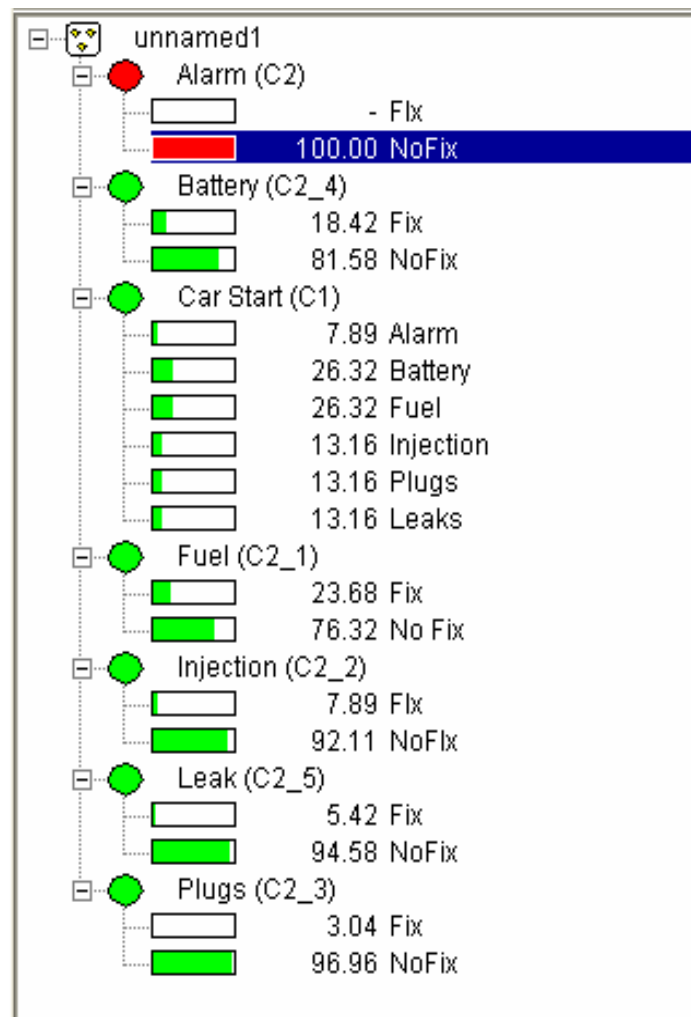 unnamed1
Alarm (C2)
- FIx
100.00 NoFix
Battery (C2_4)
18.42 Fix
81.58 NoFix
Car Start (C1)
7.89 Alarm
26.32 Battery
26.32 Fuel
13.16 Injection
13.16 Plugs
13.16 Leaks
Fuel (C2_1)
23.68 Fix
76.32 No Fix
Injection (C2_2)
7.89 FIx
92.11 NoFIx
Leak (C2_5)
5.42 Fix
94.58 NoFix
Plugs (C2_3)
3.04 Fix
96.96 NoFix